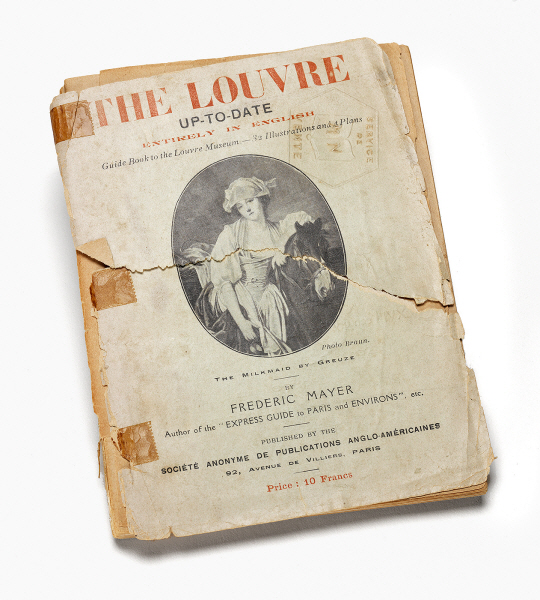 THE LOUVRE
UP-TO-DATE
ENTIRELY IN ENGLISH
Guide Book to the Louvre Museum. — 32 Illustrations and 4 Plans
SERVICE
DE
Photo Braun.
THE MILKMAID BY GREUZE
BY
FREDERIC MAYER
Author of the "EXPRESS GUIDE to PARIS and ENVIRONS", etc.
PUBLISHED BY THE
SOCIÉTÉ ANONYME DE PUBLICATIONS ANGLO-AMÉRICAINES
92, AVENUE DE VILLIERS, PARIS
Price : 10 Francs